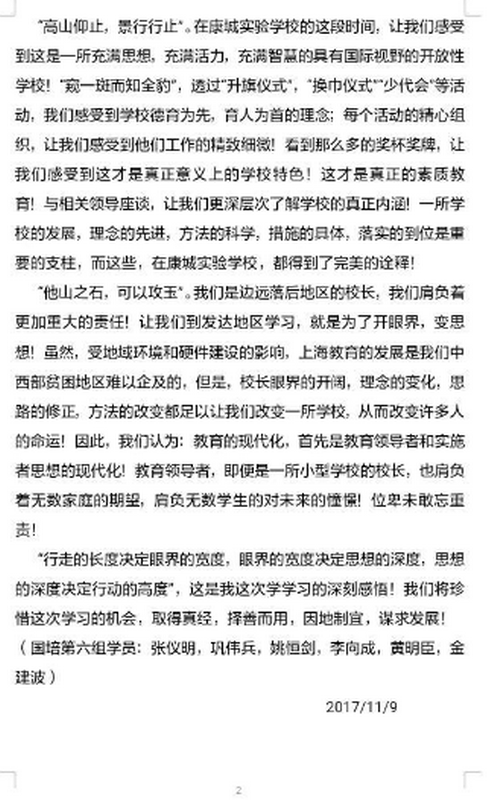 “高山仰止，景行行止”。在康城实验学校的这段时间，让我们感受
到这是一所充满思想，充满活力，充满智慧的具有国际视野的开放性
学校！“窥一斑而知全豹”，透过“升旗仪式”，“换巾仪式”“少代会”等活
动，我们感受到学校德育为先，育人为首的理念；每个活动的精心组
织，让我们感受到他们工作的精致细微！看到那么多的奖杯奖牌，让
我们感受到这才是真正意义上的学校特色！这才是真正的素质教
育！与相关领导座谈，让我们更深层次了解学校的真正内涵！一所学
校的发展，理念的先进，方法的科学，措施的具体，落实的到位是重
要的支柱，而这些，在康城实验学校，都得到了完美的诠释！
“他山之石，可以攻玉”。我们是边远落后地区的校长，我们肩负着
更加重大的责任！让我们到发达地区学习，就是为了开眼界，变思
想！虽然，受地域环境和硬件建设的影响，上海教育的发展是我们中
西部贫困地区难以企及的，但是，校长眼界的开阔，理念的变化，思
路的修正，方法的改变都足以让我们改变一所学校，从而改变许多人
的命运！因此，我们认为：教育的现代化，首先是教育领导者和实施
者思想的现代化！教育领导者，即便是一所小型学校的校长，也肩负
着无数家庭的期望，肩负无数学生的对未来的憧憬！位卑未敢忘重
责！
“行走的长度决定眼界的宽度，眼界的宽度决定思想的深度，思想
的深度决定行动的高度”，这是我这次学学习的深刻感悟！我们将珍
惜这次学习的机会，取得真经，择善而用，因地制宜，谋求发展！
（国培第六组学员：张仪明，巩伟兵，姚恒剑，李向成，黄明臣，金
建波）
2017/11/9
2